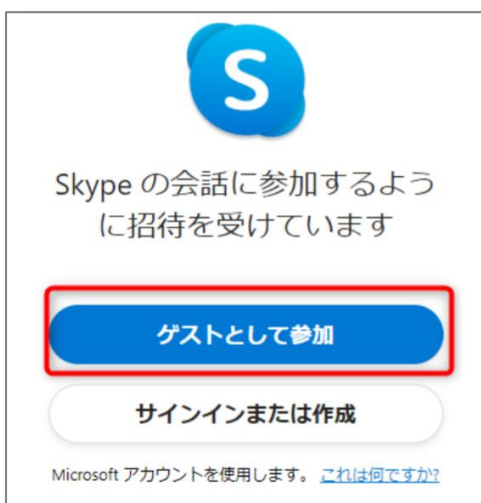 S
Skype の会話に参加するよう
に招待を受けています
ゲストとして参加
サインインまたは作成
Microsoft アカウントを使用します。 これは何ですか?